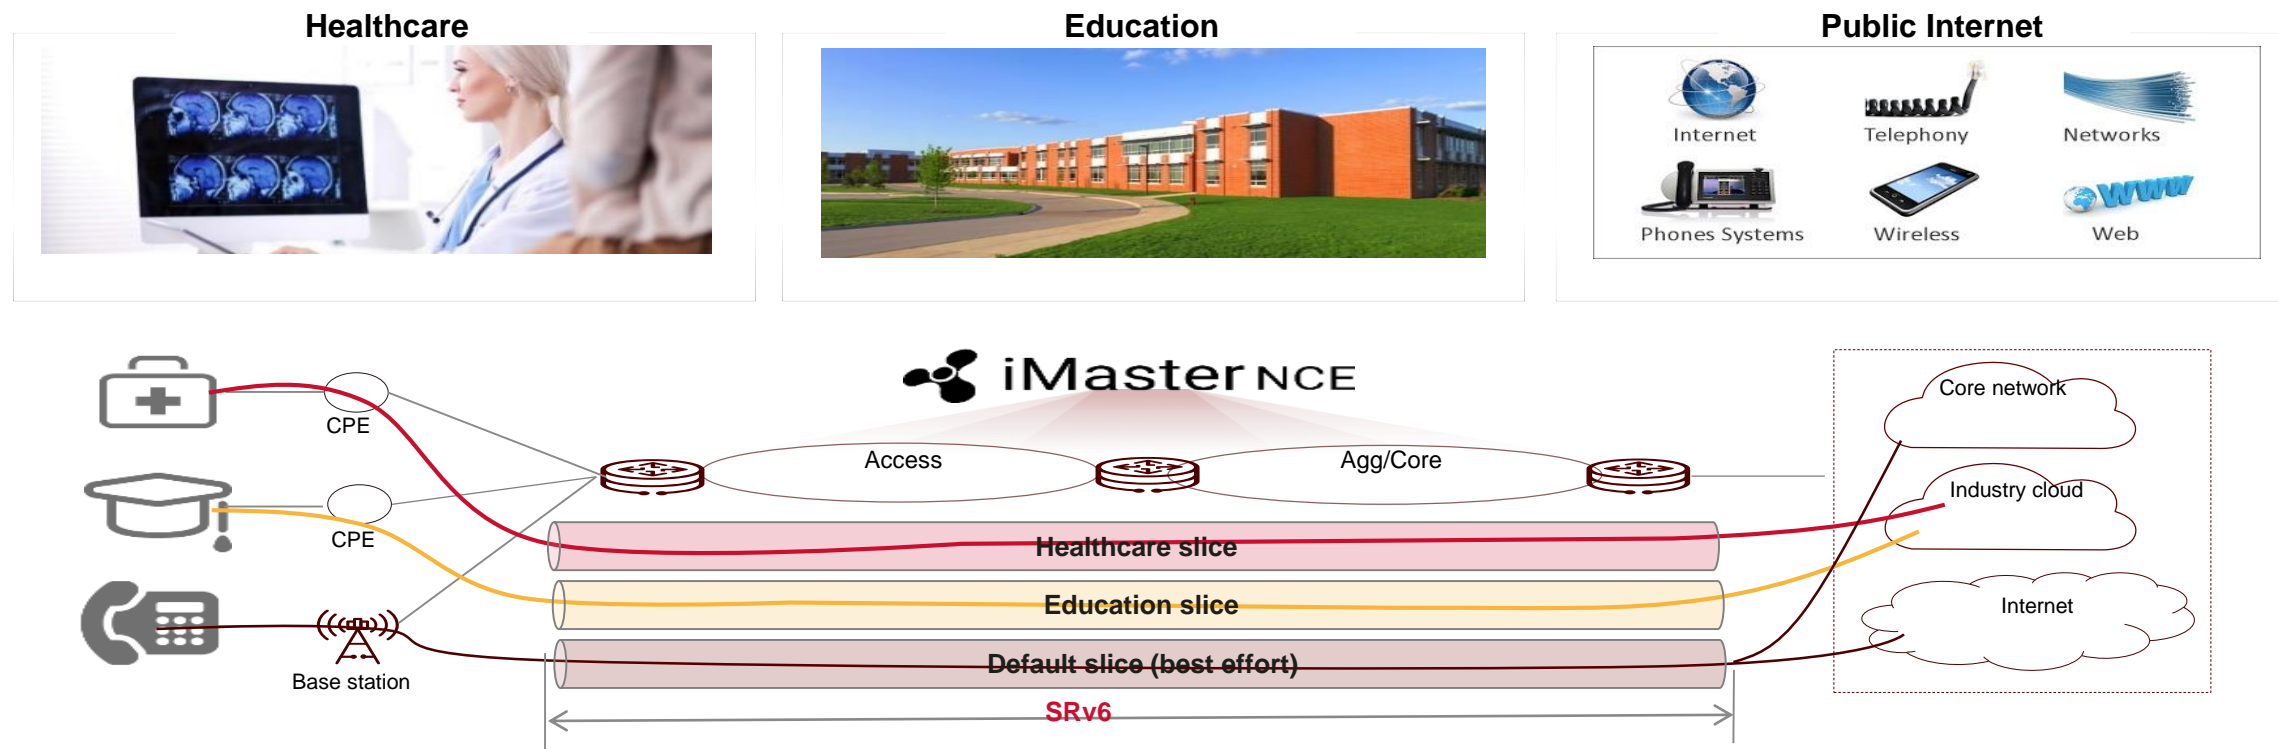 Healthcare
Education
Public Internet
Internet
Telephony
Networks
Phones Systems
Wireless
Web
www
iMaster NCE
CPE
Access
Agg/Core
Core network
Industry cloud
CPE
Healthcare slice
Education slice
Internet
Default slice (best effort)
Base station
SRv6